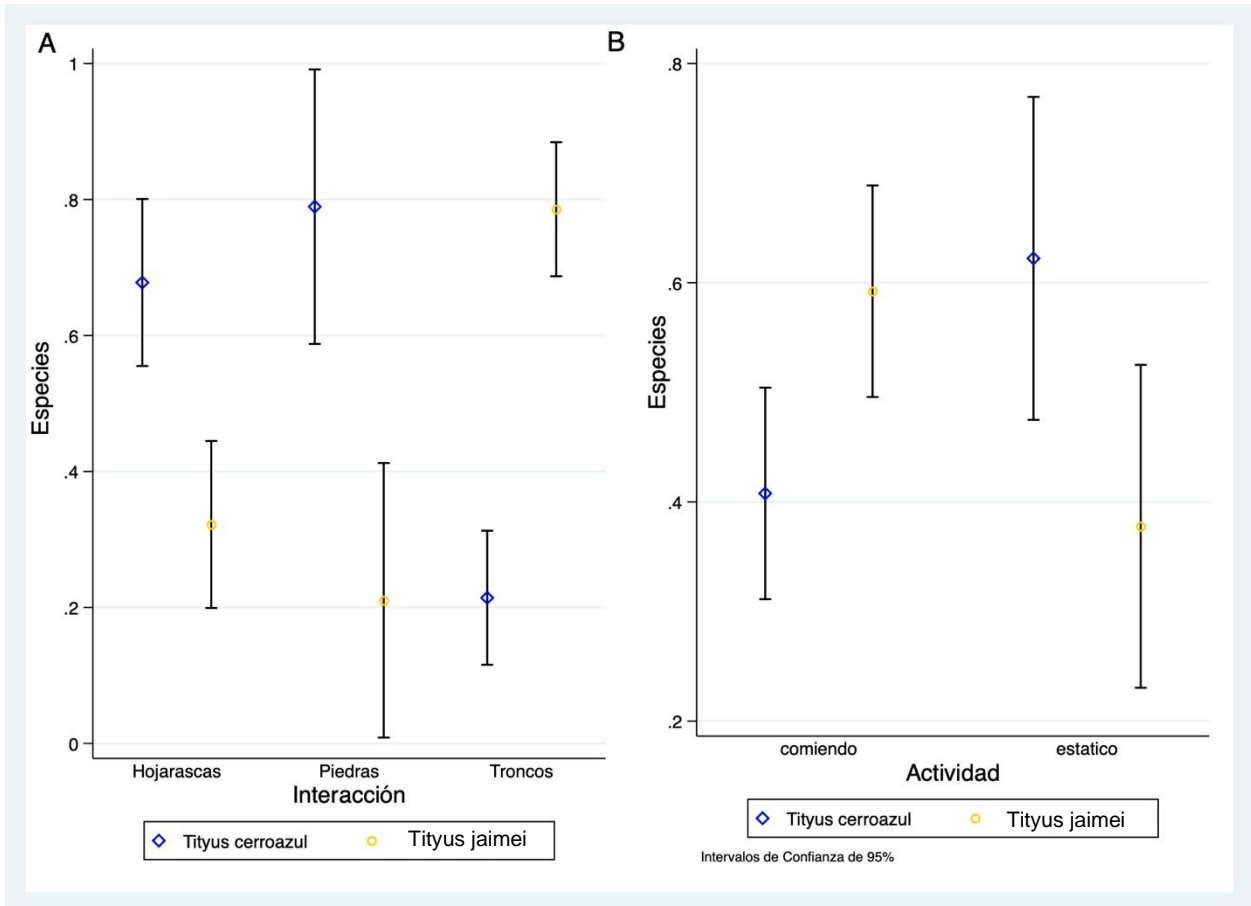 A
1
.8
.6
.4
.2
0
Especies
Hojarascas Piedras Troncos
Interacción
Tityus cerroazul Tityus jaimei
B
.8
.6
.4
.2
Especies
comiendo estatico
Actividad
Tityus cerroazul Tityus jaimei
Intervalos de Confianza de 95%